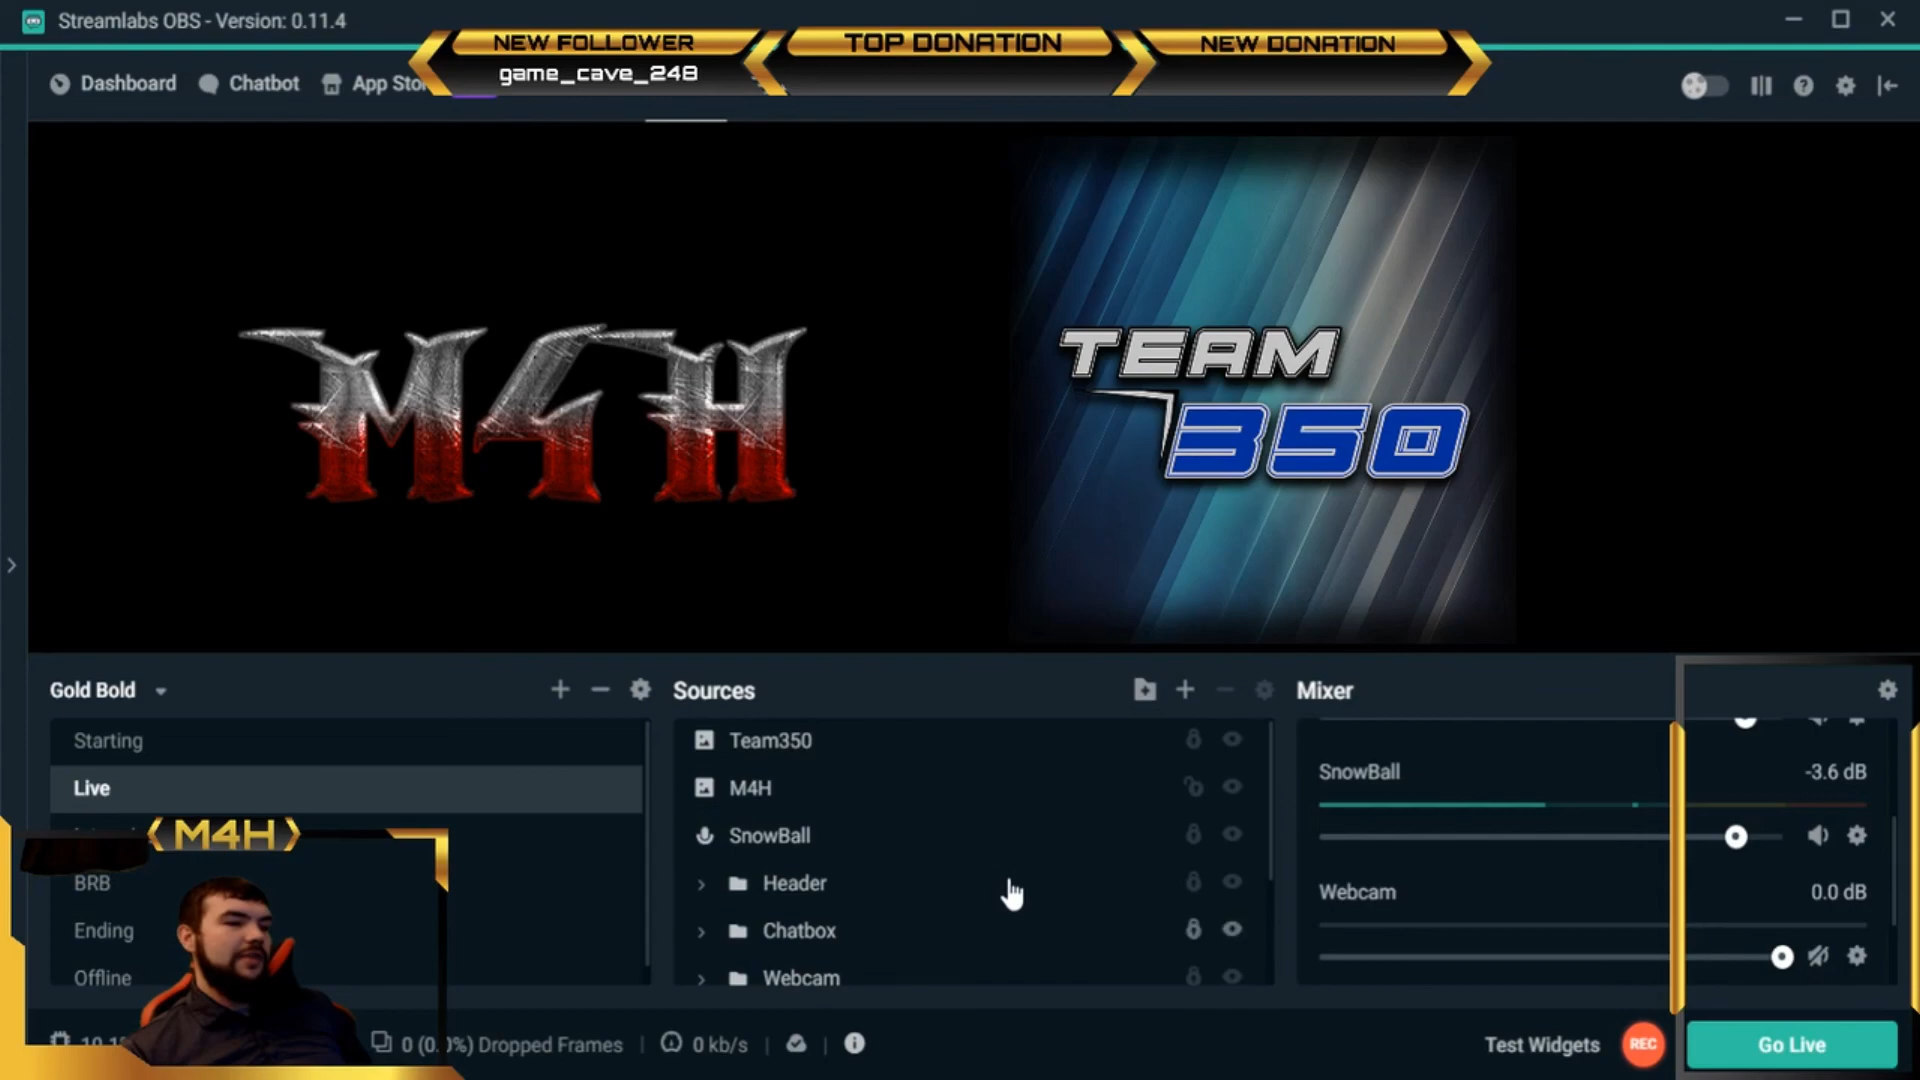 Streamlabs OBS - Version: 0.11.4
NEW FOLLOWER
game_cave_248
TOP DONATION
NEW DONATION
Dashboard
Chatbot
App
M4H
TEAM
350
Gold Bold
Starting
Live
BRB
Ending
Offline
M4H
Sources
Team350
M4H
SnowBall
Header
Chatbox
Webcam
Mixer
SnowBall
-3.6 dB
Webcam
0.0 dB
Dropped Frames
0 kb/s
Test Widgets
REC
Go Live